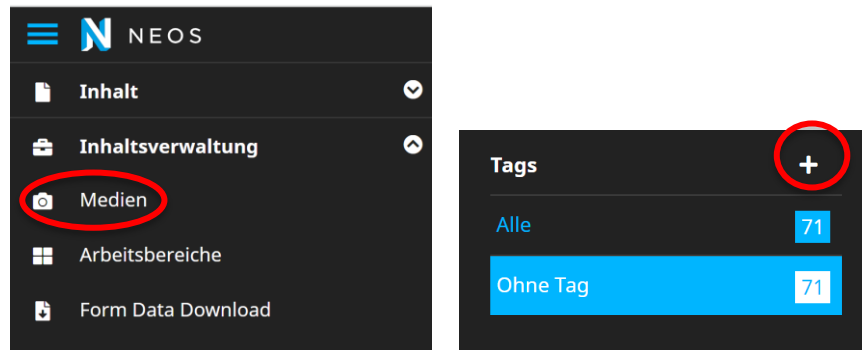 NEOS
Inhalt
Inhaltsverwaltung
Medien
Arbeitsbereiche
Form Data Download
Tags +
Alle 71
Ohne Tag 71